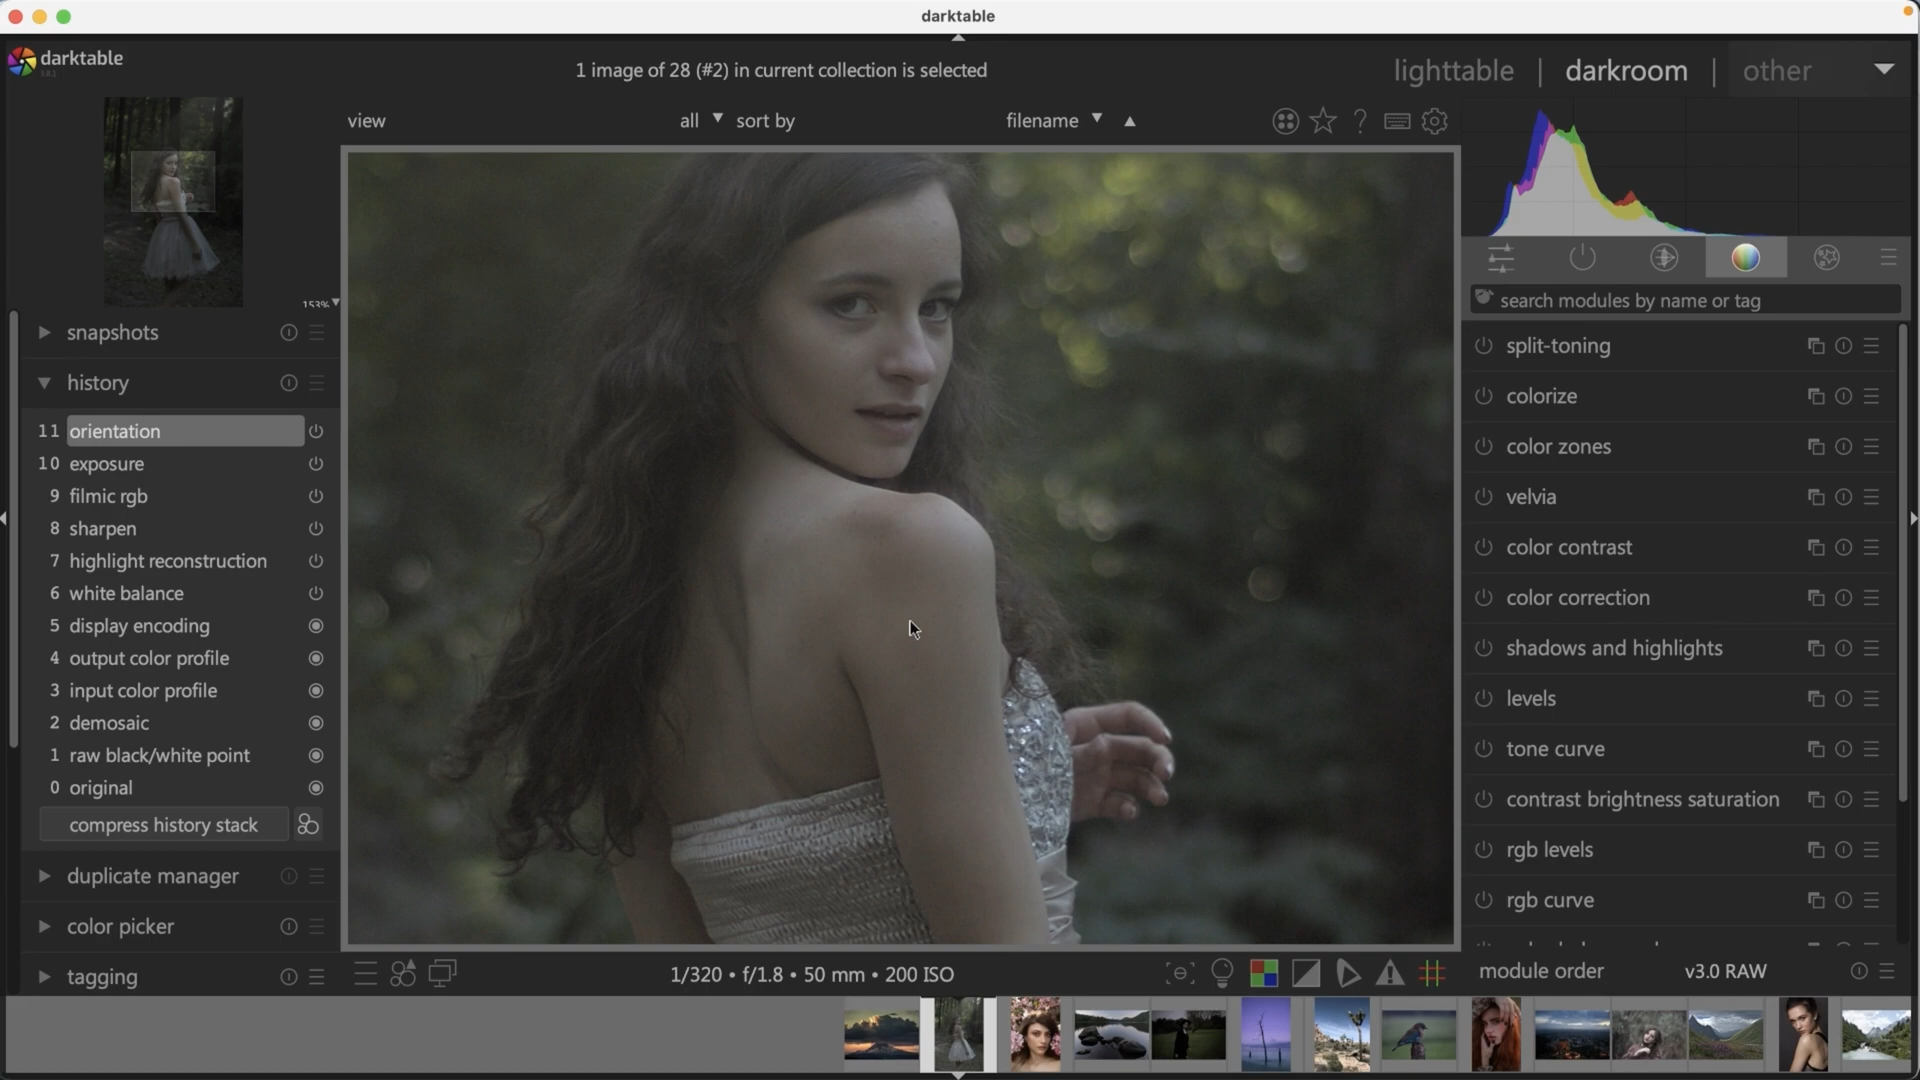 darktable
darktable
1 image of 28 (#2) in current collection is selected
lighttable | darkroom | other
view all sort by filename
153%
snapshots
history
11 orientation
10 exposure
9 filmic rgb
8 sharpen
7 highlight reconstruction
6 white balance
5 display encoding
4 output color profile
3 input color profile
2 demosaic
1 raw black/white point
0 original
compress history stack
duplicate manager
color picker
tagging
1/320 • f/1.8 • 50 mm • 200 ISO
search modules by name or tag
split-toning
colorize
color zones
velvia
color contrast
color correction
shadows and highlights
levels
tone curve
contrast brightness saturation
rgb levels
rgb curve
module order v3.0 RAW